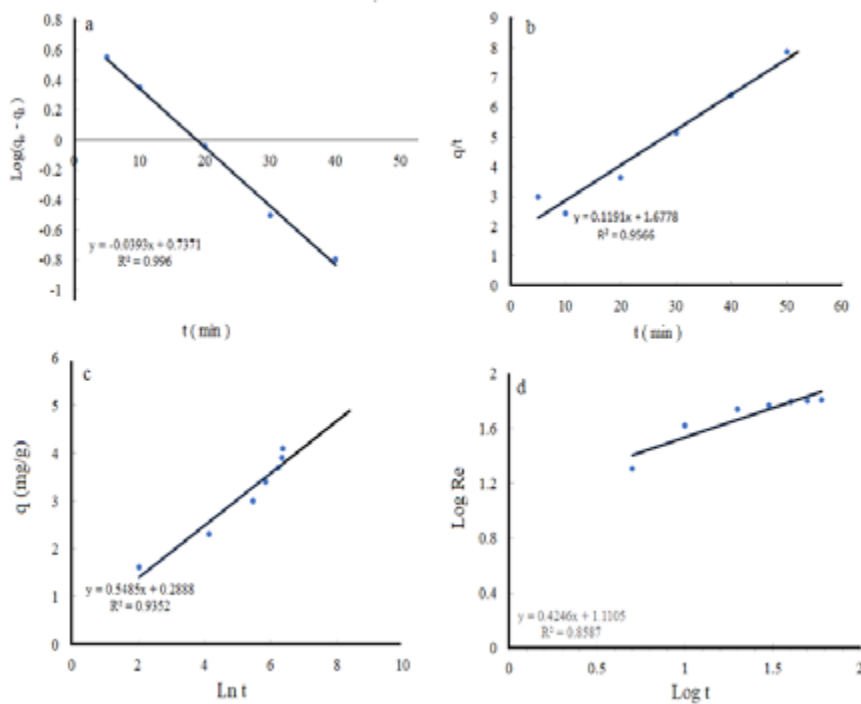 a
0.8
0.6
0.4
0.2
0
-0.2
-0.4
-0.6
-0.8
-1
0 10 20 30 40 50
Log(qₑ - qₜ)
y = -0.0393x + 0.7371
R² = 0.996
t ( min )
b
9
8
7
6
5
4
3
2
1
0
0 10 20 30 40 50 60
q/t
y = 0.1191x + 1.6778
R² = 0.9566
t ( min )
c
6
5
4
3
2
1
0
0 2 4 6 8 10
q (mg/g)
y = 0.5485x + 0.2888
R² = 0.9352
Ln t
d
2
1.6
1.2
0.8
0.4
0
0 0.5 1 1.5 2
Log Re
y = 0.4246x + 1.1105
R² = 0.8587
Log t